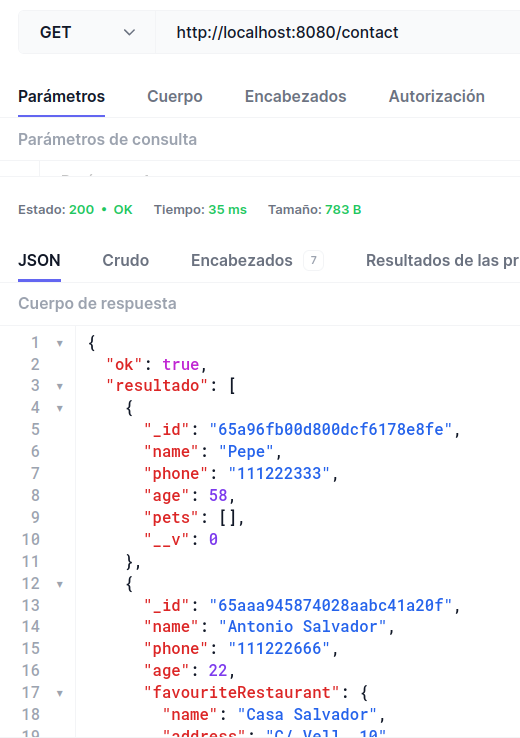 GET http://localhost:8080/contact
Parámetros Cuerpo Encabezados Autorización
Parámetros de consulta
Estado: 200 • OK Tiempo: 35 ms Tamaño: 783 B
JSON Crudo Encabezados 7 Resultados de las pr
Cuerpo de respuesta
1 {
2 "ok": true,
3 "resultado": [
4 {
5 "_id": "65a96fb00d800dcf6178e8fe",
6 "name": "Pepe",
7 "phone": "111222333",
8 "age": 58,
9 "pets": [],
10 "__v": 0
11 },
12 {
13 "_id": "65aaa945874028aabc41a20f",
14 "name": "Antonio Salvador",
15 "phone": "111222666",
16 "age": 22,
17 "favouriteRestaurant": {
18 "name": "Casa Salvador",
19 "address": "C/ Vell, 10"